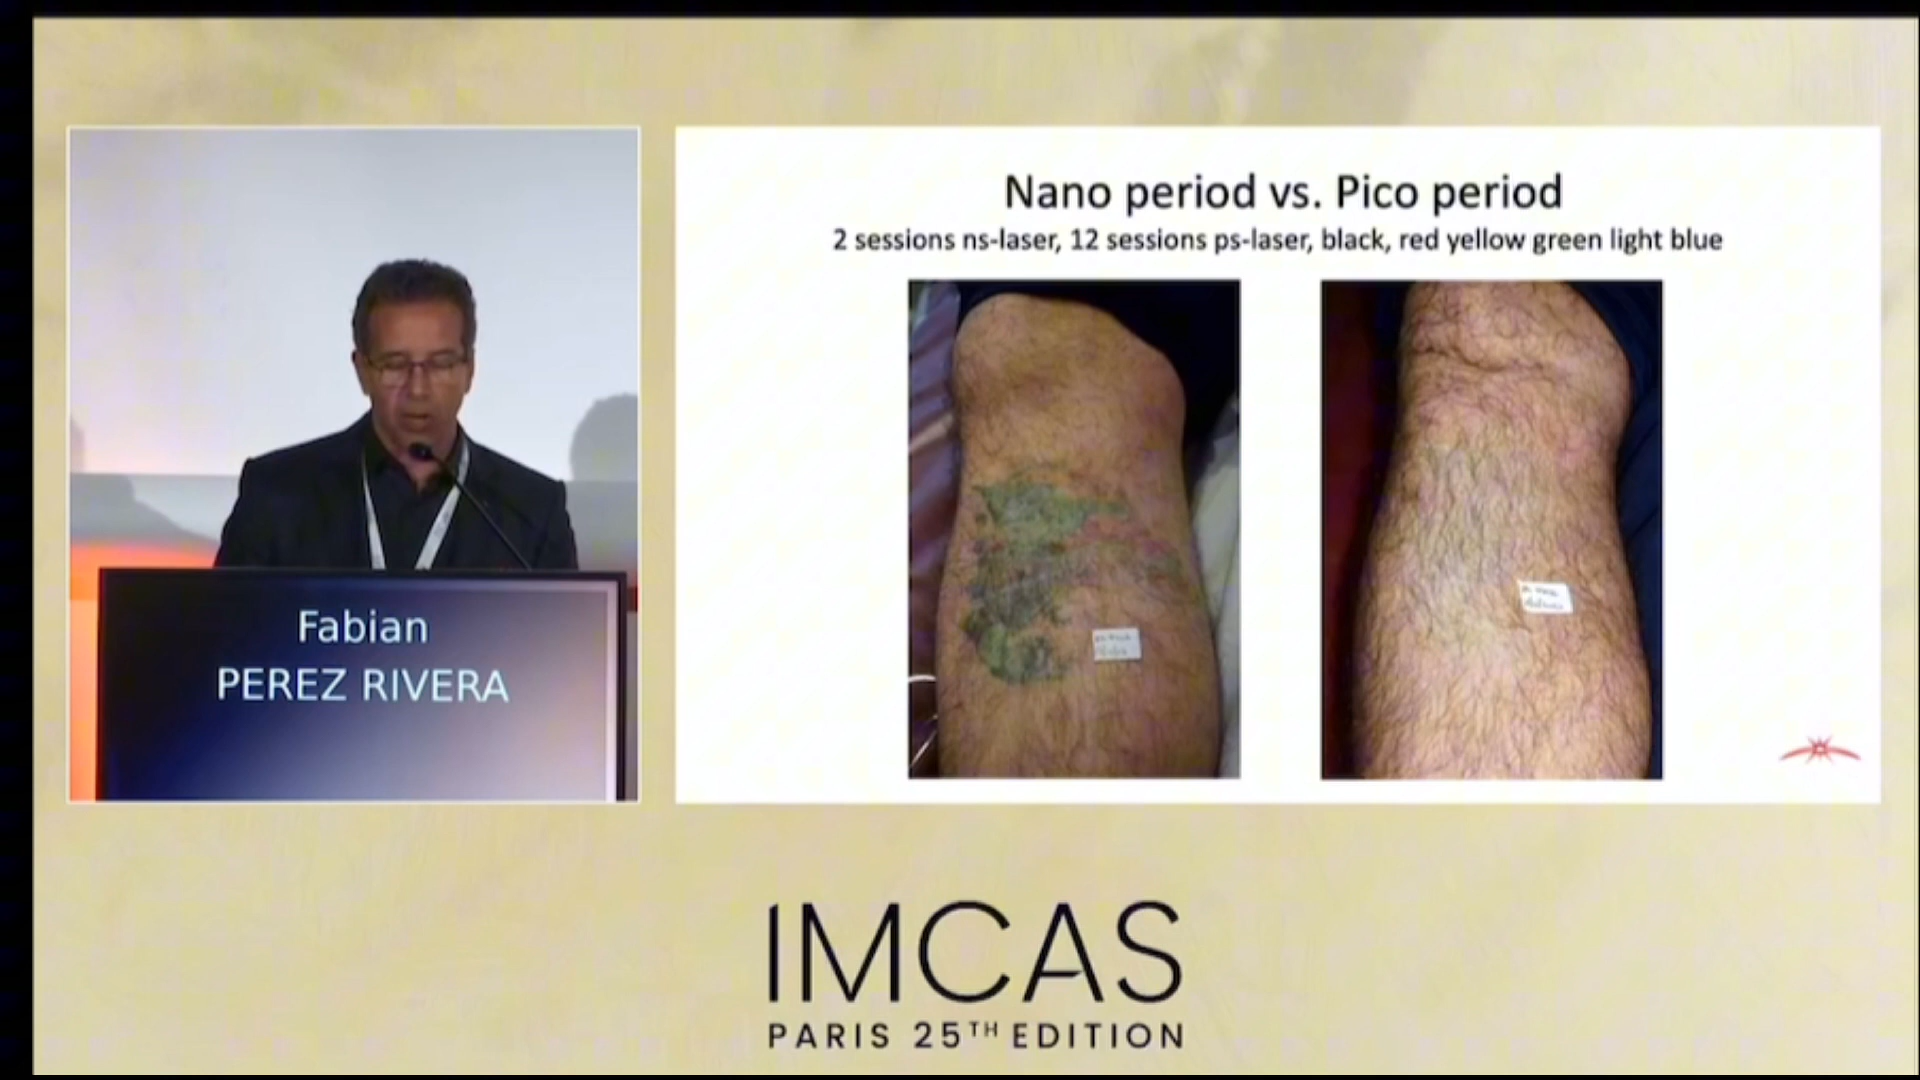 Nano period vs. Pico period
2 sessions ns-laser, 12 sessions ps-laser, black, red yellow green light blue
Fabian
PEREZ RIVERA
IMCAS
PARIS 25TH EDITION